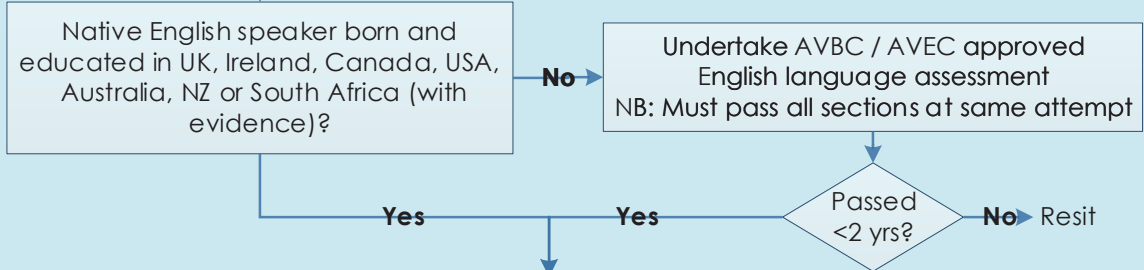 Native English speaker born and
educated in UK, Ireland, Canada, USA,
Australia, NZ or South Africa (with
evidence)?
No
Undertake AVBC / AVEC approved
English language assessment
NB: Must pass all sections at same attempt
Yes
Yes
Passed
<2 yrs?
No
Resit